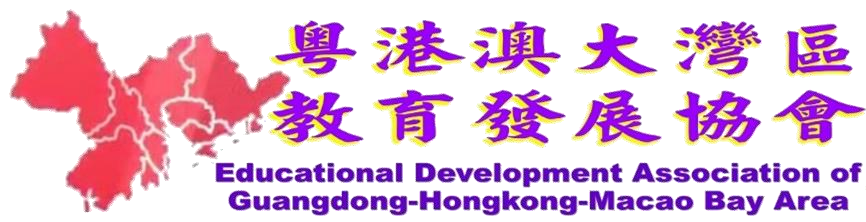 粵港澳大灣區
教育發展協會
Educational Development Association of
Guangdong-Hongkong-Macao Bay Area